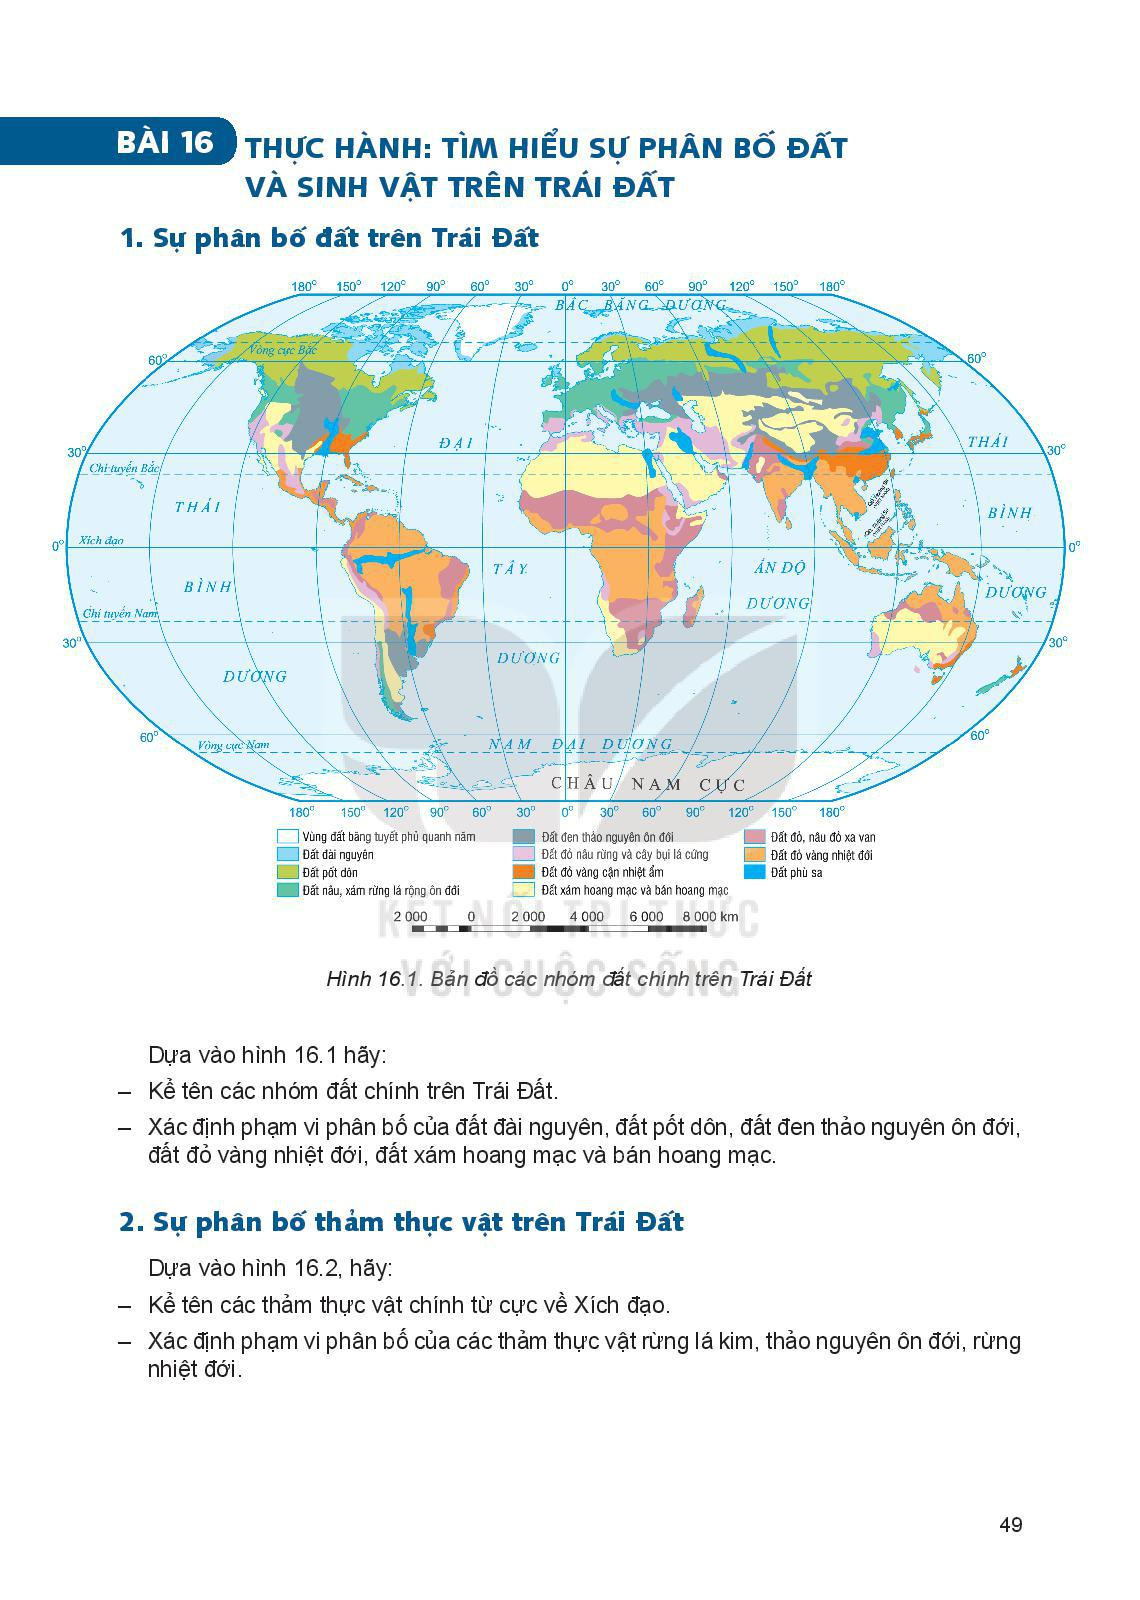 BÀI 16
THỰC HÀNH: TÌM HIỂU SỰ PHÂN BỐ ĐẤT
VÀ SINH VẬT TRÊN TRÁI ĐẤT
1. Sự phân bố đất trên Trái Đất
180° 150° 120° 90° 60° 30° 0° 30° 60° 90° 120° 150° 180°
BẮC BĂNG DƯƠNG
Vòng cực Bắc
60° 60°
ĐẠI
THÁI
30° 30°
Chí tuyến Bắc
THÁI
BÌNH
Xích đạo
0° 0°
TÂY
ẤN ĐỘ
BÌNH
DƯƠNG
DƯƠNG
Chí tuyến Nam
30° 30°
DƯƠNG
DƯƠNG
60° 60°
Vòng cực Nam
NAM ĐẠI DƯƠNG
CHÂU NAM CỰC
180° 150° 120° 90° 60° 30° 0° 30° 60° 90° 120° 150° 180°
Vùng đất băng tuyết phủ quanh năm
Đất đài nguyên
Đất pốt dôn
Đất nâu, xám rừng lá rộng ôn đới
Đất đen thảo nguyên ôn đới
Đất đỏ nâu rừng và cây bụi lá cứng
Đất đỏ vàng cận nhiệt ẩm
Đất xám hoang mạc và bán hoang mạc
Đất đỏ, nâu đỏ xa van
Đất đỏ vàng nhiệt đới
Đất phù sa
2 000 0 2 000 4 000 6 000 8 000 km
KẾT NỐI TRI THỨC
VỚI CUỘC SỐNG
Hình 16.1. Bản đồ các nhóm đất chính trên Trái Đất
Dựa vào hình 16.1 hãy:
– Kể tên các nhóm đất chính trên Trái Đất.
– Xác định phạm vi phân bố của đất đài nguyên, đất pốt dôn, đất đen thảo nguyên ôn đới,
đất đỏ vàng nhiệt đới, đất xám hoang mạc và bán hoang mạc.
2. Sự phân bố thảm thực vật trên Trái Đất
Dựa vào hình 16.2, hãy:
– Kể tên các thảm thực vật chính từ cực về Xích đạo.
– Xác định phạm vi phân bố của các thảm thực vật rừng lá kim, thảo nguyên ôn đới, rừng
nhiệt đới.
49